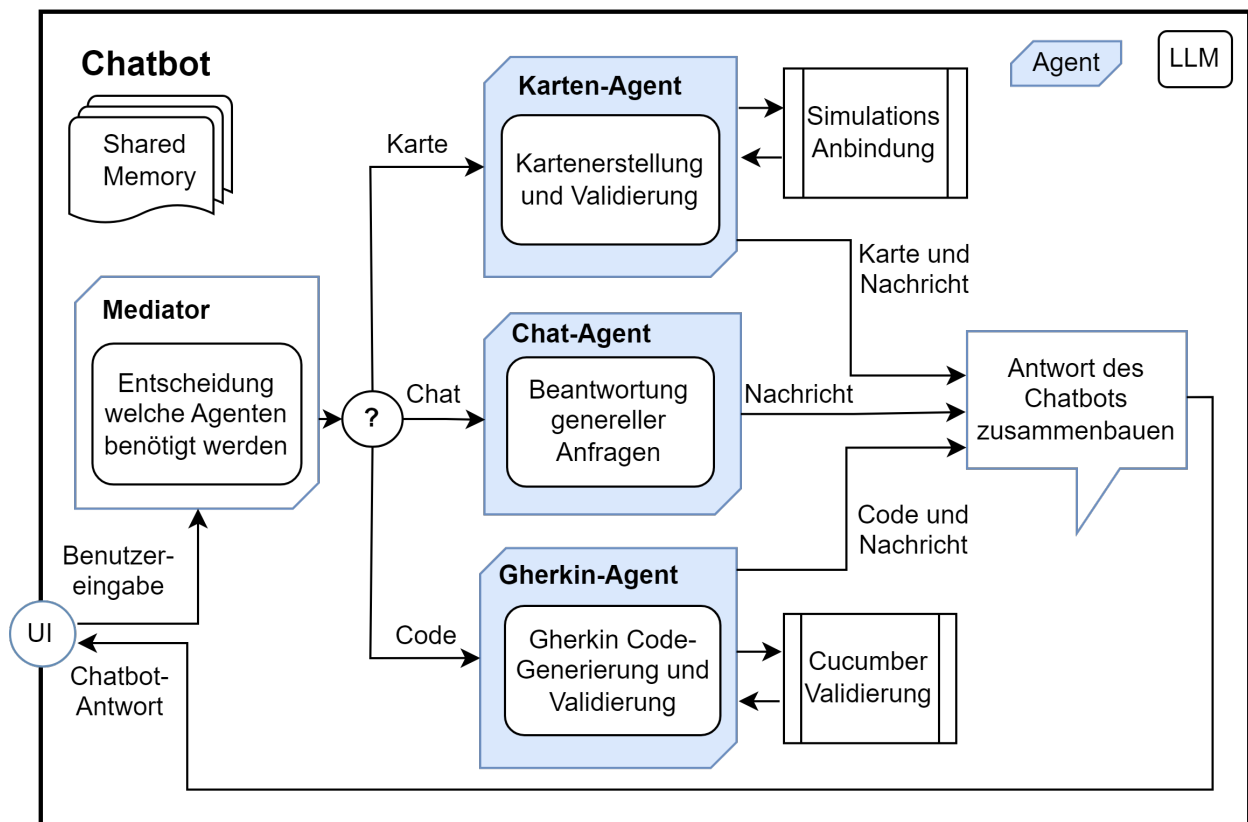 Chatbot
Shared
Memory
Agent
LLM
Karten-Agent
Kartenerstellung
und Validierung
Simulations
Anbindung
Karte
Karte und
Nachricht
Mediator
Entscheidung
welche Agenten
benötigt werden
?
Chat
Chat-Agent
Beantwortung
genereller
Anfragen
Nachricht
Antwort des
Chatbots
zusammenbauen
Code und
Nachricht
Benutzer-
eingabe
UI
Chatbot-
Antwort
Code
Gherkin-Agent
Gherkin Code-
Generierung und
Validierung
Cucumber
Validierung